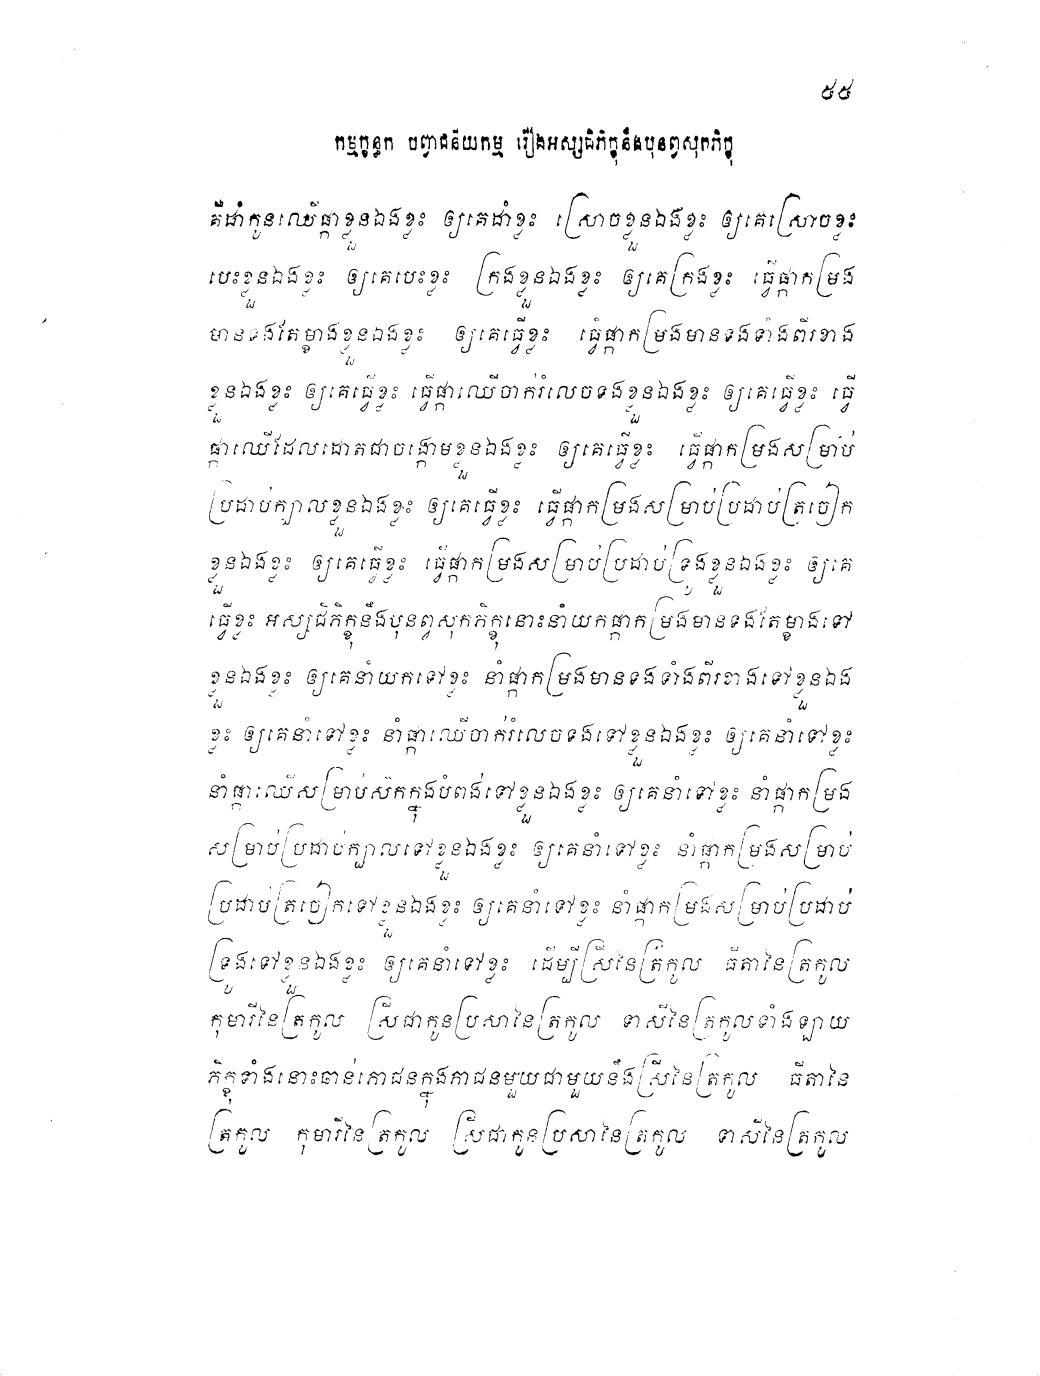 ៥៥
កម្មក្ខន្ធក បញ្វជនីយកម្ម រឿងអស្សជិភិក្ខុនឹងបុនព្វសុកភិក្ខុ
គឺដាំកូនឈើផ្កាខ្លួនឯងខ្លះ ឲ្យគេដាំខ្លះ ស្រោចខ្លួនឯងខ្លះ ឲ្យគេស្រោចខ្លះ
បេះខ្លួនឯងខ្លះ ឲ្យគេបេះខ្លះ ក្រងខ្លួនឯងខ្លះ ឲ្យគេក្រងខ្លះ ធ្វើផ្កាកម្រង
មានទងតែម្ខាងខ្លួនឯងខ្លះ ឲ្យគេធ្វើខ្លះ ធ្វើផ្កាកម្រងមានទងទាំងពីរខាង
ខ្លួនឯងខ្លះ ឲ្យគេធ្វើខ្លះ ធ្វើផ្កាឈើចាក់រំលេចទងខ្លួនឯងខ្លះ ឲ្យគេធ្វើខ្លះ ធ្វើ
ផ្កាឈើដែលដោតជាចង្កោមខ្លួនឯងខ្លះ ឲ្យគេធ្វើខ្លះ ធ្វើផ្កាកម្រងសម្រាប់
ប្រដាប់ក្បាលខ្លួនឯងខ្លះ ឲ្យគេធ្វើខ្លះ ធ្វើផ្កាកម្រងសម្រាប់ប្រដាប់ត្រចៀក
ខ្លួនឯងខ្លះ ឲ្យគេធ្វើខ្លះ ធ្វើផ្កាកម្រងសម្រាប់ប្រដាប់ទ្រូងខ្លួនឯងខ្លះ ឲ្យគេ
ធ្វើខ្លះ អស្សជិភិក្ខុនឹងបុនព្វសុកភិក្ខុនោះនាំយកផ្កាកម្រងមានទងតែម្ខាងទៅ
ខ្លួនឯងខ្លះ ឲ្យគេនាំយកទៅខ្លះ នាំផ្កាកម្រងមានទងទាំងពីរខាងទៅខ្លួនឯង
ខ្លះ ឲ្យគេនាំទៅខ្លះ នាំផ្កាឈើចាក់រំលេចទងទៅខ្លួនឯងខ្លះ ឲ្យគេនាំទៅខ្លះ
នាំផ្កាឈើសម្រាប់ស៊កក្នុងបំពង់ទៅខ្លួនឯងខ្លះ ឲ្យគេនាំទៅខ្លះ នាំផ្កាកម្រង
សម្រាប់ប្រដាប់ក្បាលទៅខ្លួនឯងខ្លះ ឲ្យគេនាំទៅខ្លះ នាំផ្កាកម្រងសម្រាប់
ប្រដាប់ត្រចៀកទៅខ្លួនឯងខ្លះ ឲ្យគេនាំទៅខ្លះ នាំផ្កាកម្រងសម្រាប់ប្រដាប់
ទ្រូងទៅខ្លួនឯងខ្លះ ឲ្យគេនាំទៅខ្លះ ដើម្បីស្រីនៃត្រកូល ធីតានៃត្រកូល
កុមារីនៃត្រកូល ស្រីជាកូនប្រសានៃត្រកូល ទាសីនៃត្រកូលទាំងឡាយ
ភិក្ខុទាំងនោះឆាន់ភោជនក្នុងភាជនមួយជាមួយនឹងស្រីនៃត្រកូល ធីតានៃ
ត្រកូល កុមារីនៃត្រកូល ស្រីជាកូនប្រសានៃត្រកូល ទាសីនៃត្រកូល